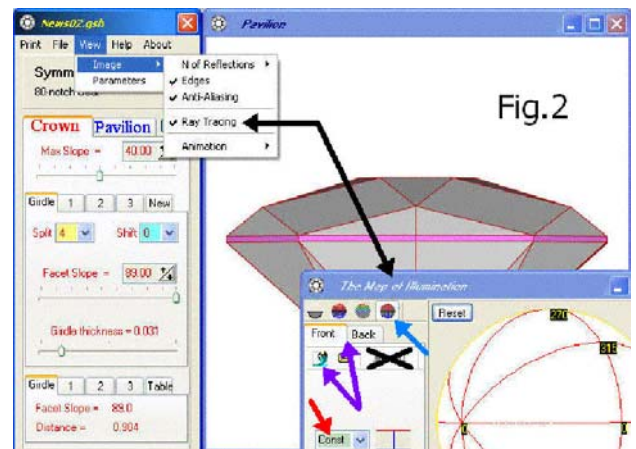 News02.gsb
Print File View Help About
Image
Parameters
N of Reflections
Edges
Anti-Aliasing
Ray Tracing
Animation
Symm
80-notch
Crown Pavilion
Max Slope = 40.00
Girdle 1 2 3 New
Split 4 Shift 0
Facet Slope = 89.00
Girdle thickness = 0.031
Girdle 1 2 3 Table
Facet Slope = 89.0
Distance = 0.904
Pavilion
Fig.2
The Map of Illumination
Front Back
Const
Reset
270
315
0